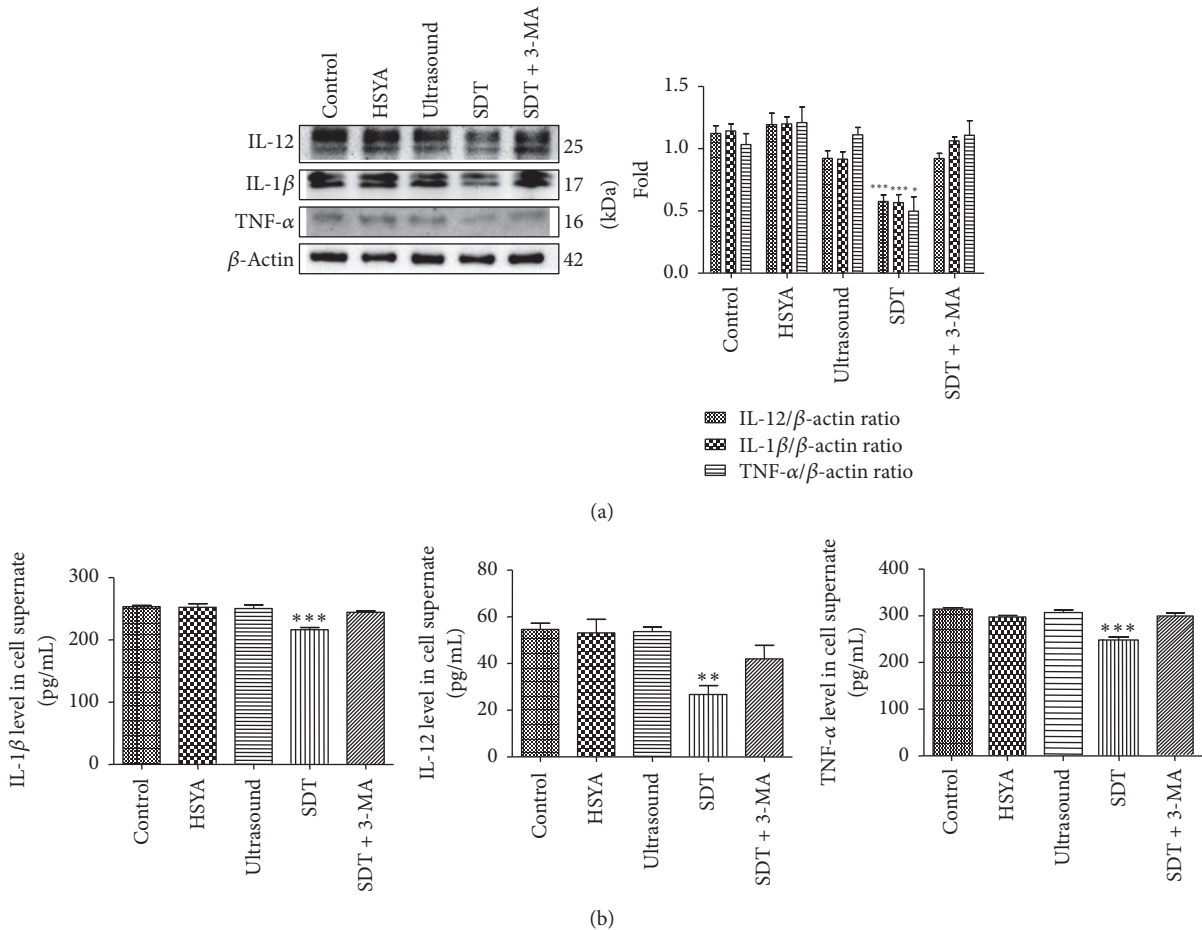 Control
HSYA
Ultrasound
SDT
SDT + 3-MA
IL-12
25
IL-1β
17
TNF-α
16
β-Actin
42
(kDa)
Fold
1.5
1.0
0.5
0.0
*** *** *
Control
HSYA
Ultrasound
SDT
SDT + 3-MA
IL-12/β-actin ratio
IL-1β/β-actin ratio
TNF-α/β-actin ratio
(a)
IL-1β level in cell supernate
(pg/mL)
300
200
100
0
***
Control
HSYA
Ultrasound
SDT
SDT + 3-MA
IL-12 level in cell supernate
(pg/mL)
80
60
40
20
0
**
Control
HSYA
Ultrasound
SDT
SDT + 3-MA
TNF-α level in cell supernate
(pg/mL)
400
300
200
100
0
***
Control
HSYA
Ultrasound
SDT
SDT + 3-MA
(b)